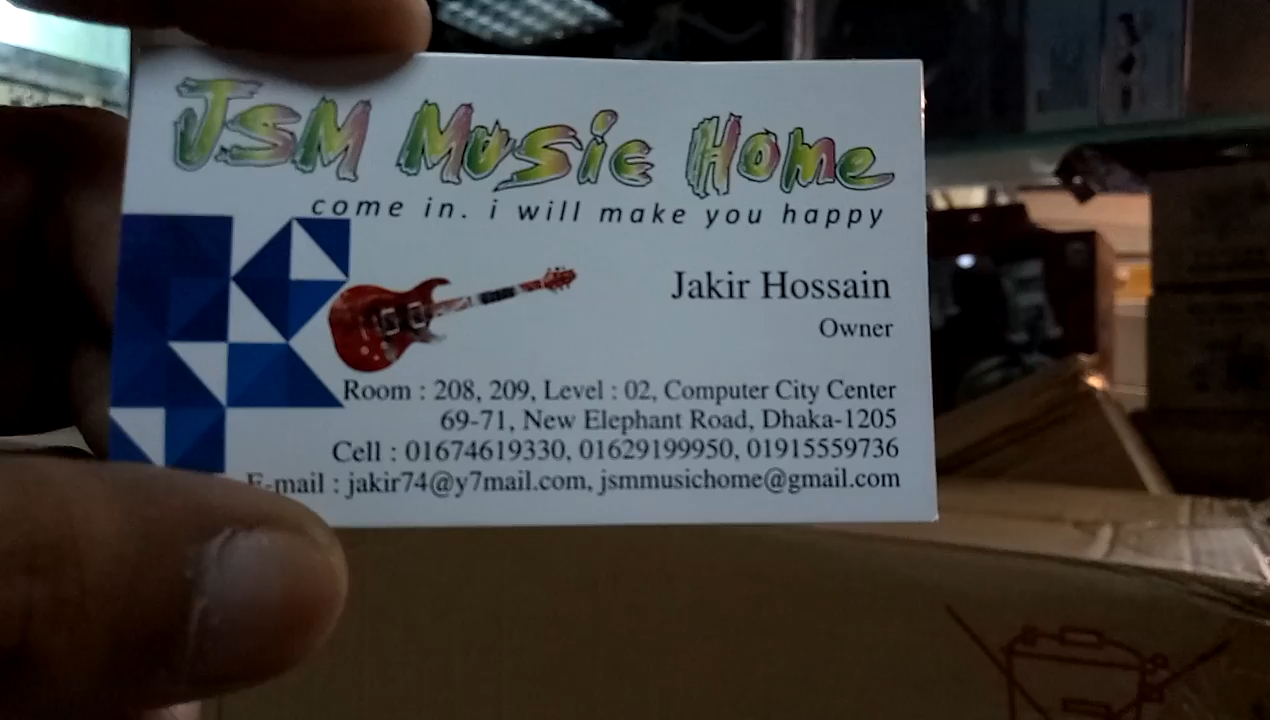 JSM Music Home
come in. i will make you happy
Jakir Hossain
Owner
Room : 208, 209, Level : 02, Computer City Center
69-71, New Elephant Road, Dhaka-1205
Cell : 01674619330, 01629199950, 01915559736
E-mail : jakir74@y7mail.com, jsmmusichome@gmail.com